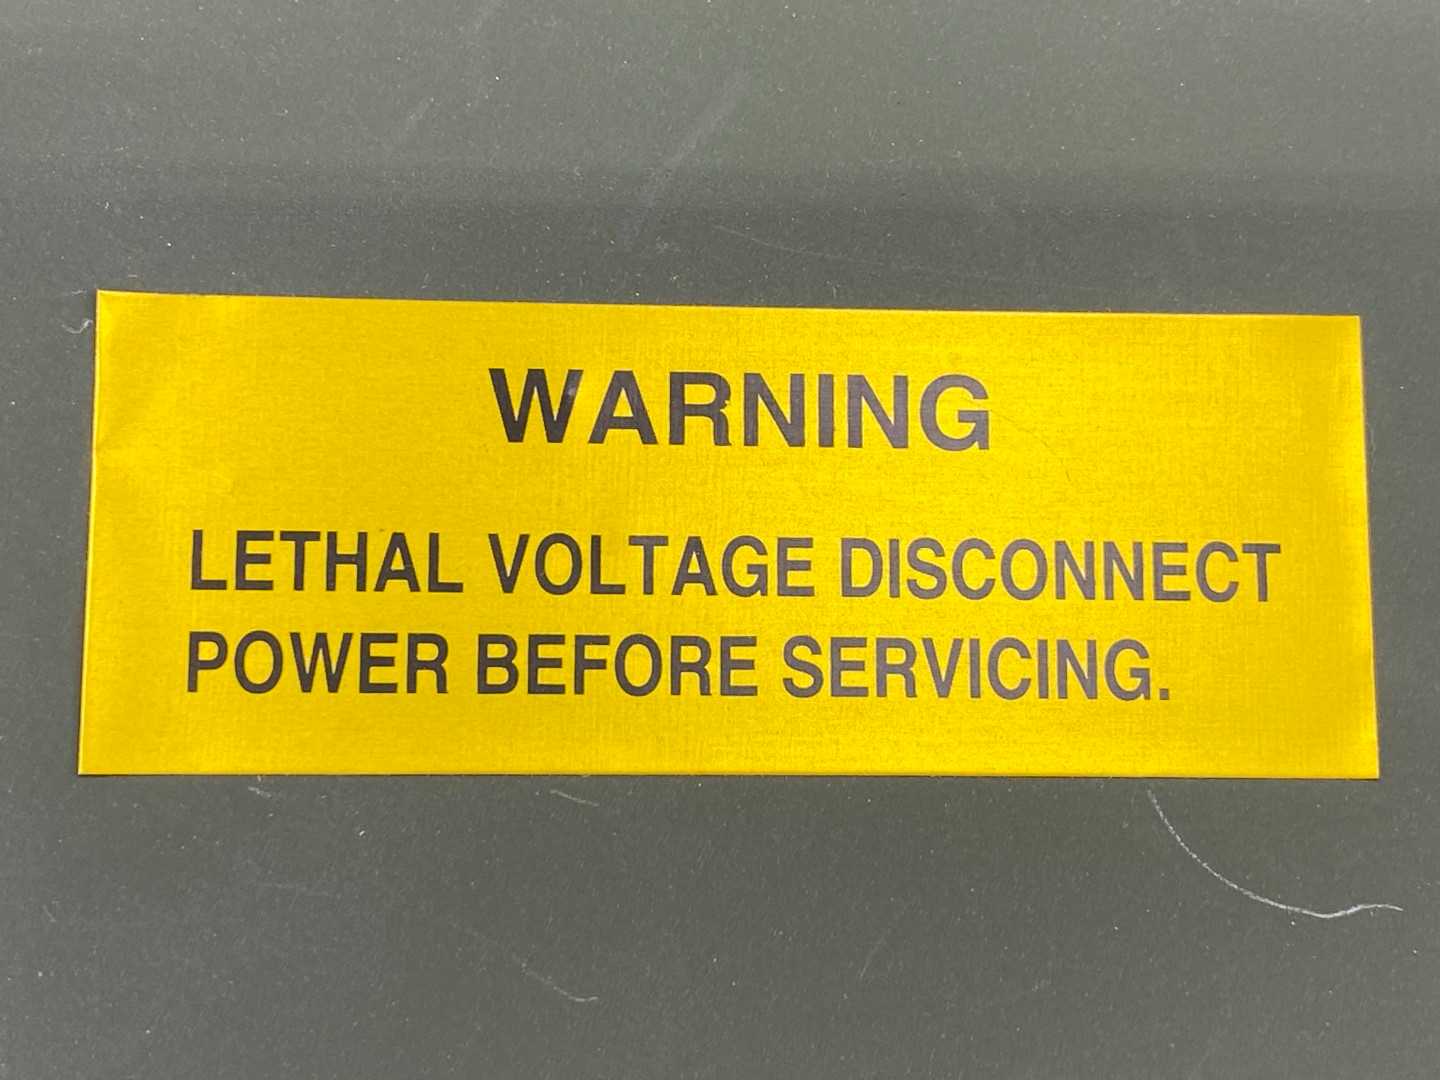 WARNING
LETHAL VOLTAGE DISCONNECT
POWER BEFORE SERVICING.